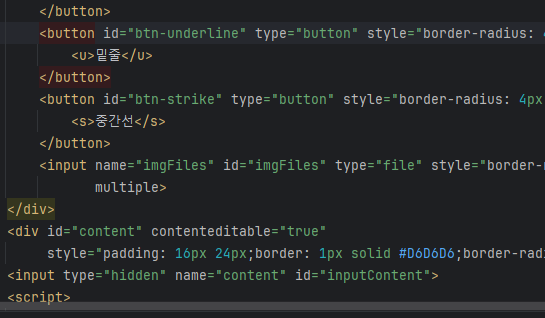 </button>
<button id="btn-underline" type="button" style="border-radius:
<u>밑줄</u>
</button>
<button id="btn-strike" type="button" style="border-radius: 4px
<s>중간선</s>
</button>
<input name="imgFiles" id="imgFiles" type="file" style="border-r
multiple>
</div>
<div id="content" contenteditable="true"
style="padding: 16px 24px;border: 1px solid #D6D6D6;border-radi
<input type="hidden" name="content" id="inputContent">
<script>